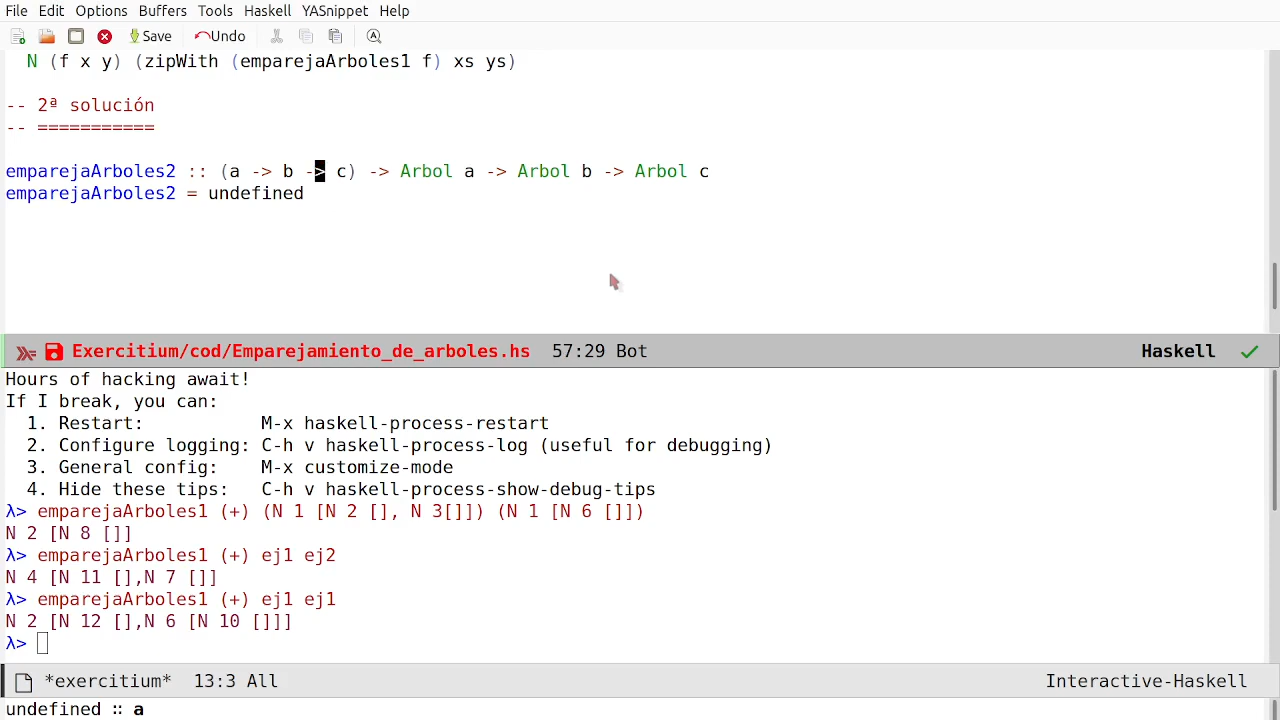 File Edit Options Buffers Tools Haskell YASnippet Help
Save Undo
N (f x y) (zipWith (emparejaArboles1 f) xs ys)
-- 2ª solución
-- ===========
emparejaArboles2 :: (a -> b -> c) -> Arbol a -> Arbol b -> Arbol c
emparejaArboles2 = undefined
Exercitium/cod/Emparejamiento_de_arboles.hs 57:29 Bot Haskell ✓
Hours of hacking await!
If I break, you can:
1. Restart: M-x haskell-process-restart
2. Configure logging: C-h v haskell-process-log (useful for debugging)
3. General config: M-x customize-mode
4. Hide these tips: C-h v haskell-process-show-debug-tips
λ> emparejaArboles1 (+) (N 1 [N 2 [], N 3[]]) (N 1 [N 6 []])
N 2 [N 8 []]
λ> emparejaArboles1 (+) ej1 ej2
N 4 [N 11 [],N 7 []]
λ> emparejaArboles1 (+) ej1 ej1
N 2 [N 12 [],N 6 [N 10 []]]
λ>
*exercitium* 13:3 All Interactive-Haskell
undefined :: a